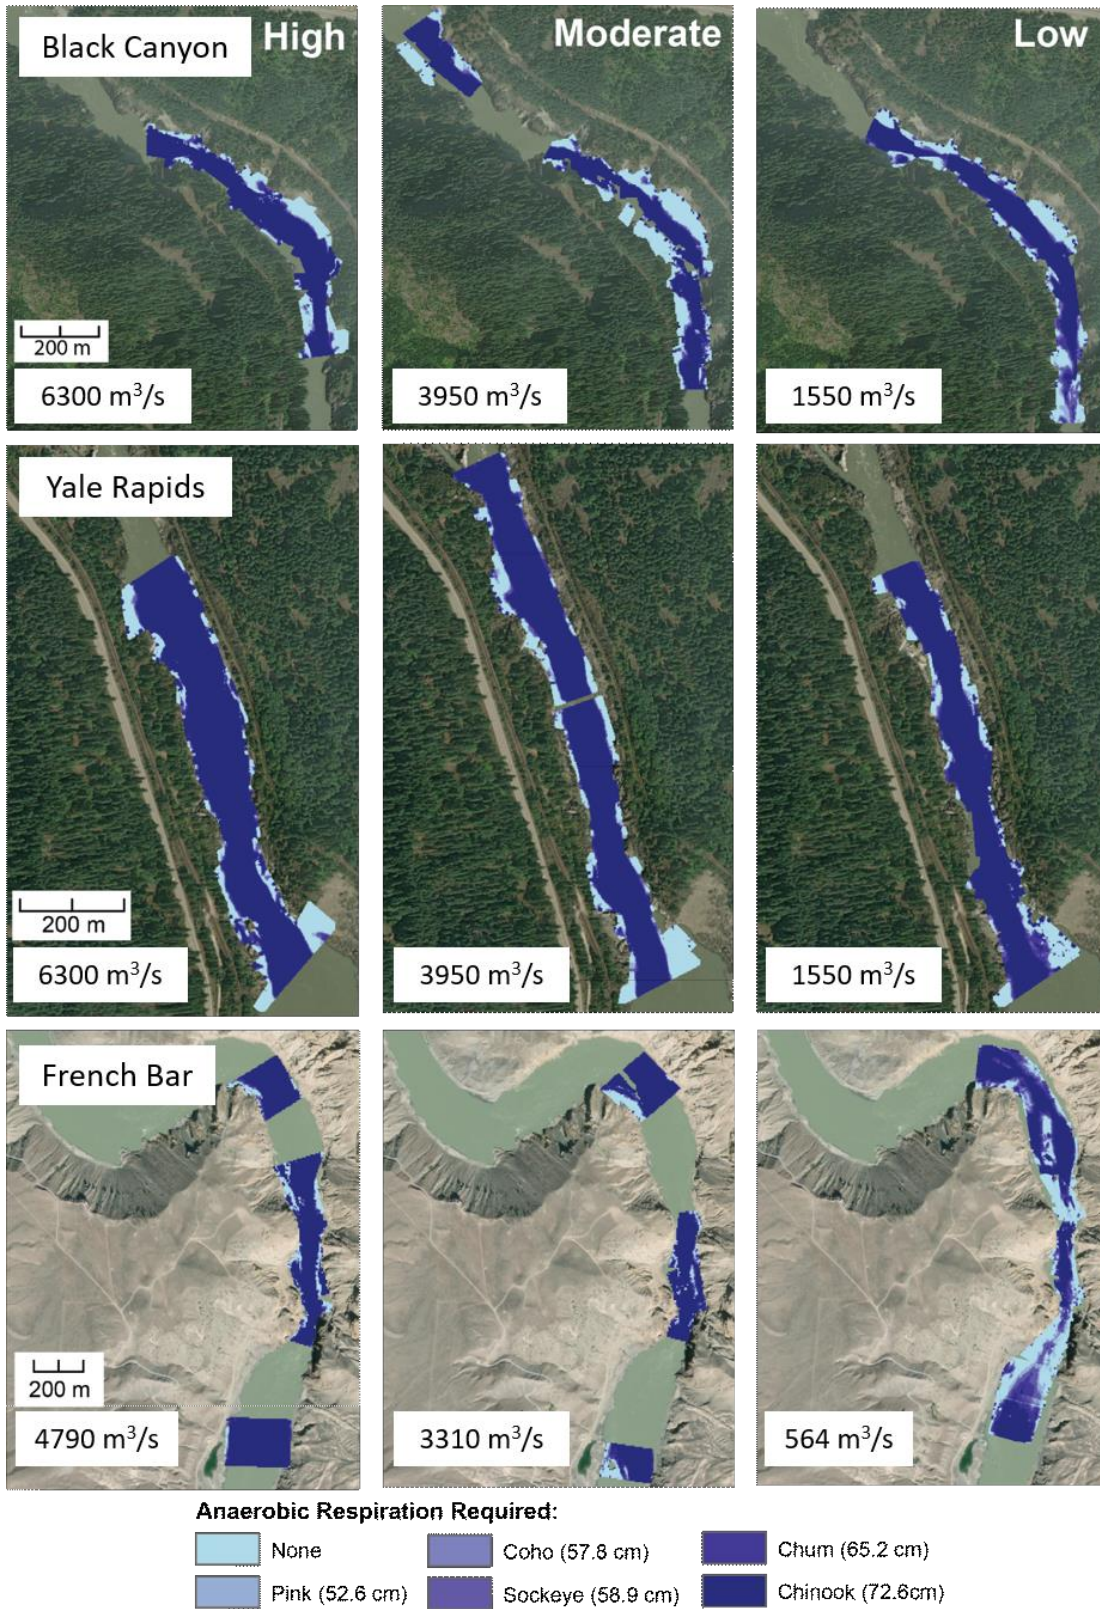 Black Canyon
High
Moderate
Low
200 m
6300 m³/s
3950 m³/s
1550 m³/s
Yale Rapids
200 m
6300 m³/s
3950 m³/s
1550 m³/s
French Bar
200 m
4790 m³/s
3310 m³/s
564 m³/s
Anaerobic Respiration Required:
None
Coho (57.8 cm)
Chum (65.2 cm)
Pink (52.6 cm)
Sockeye (58.9 cm)
Chinook (72.6cm)